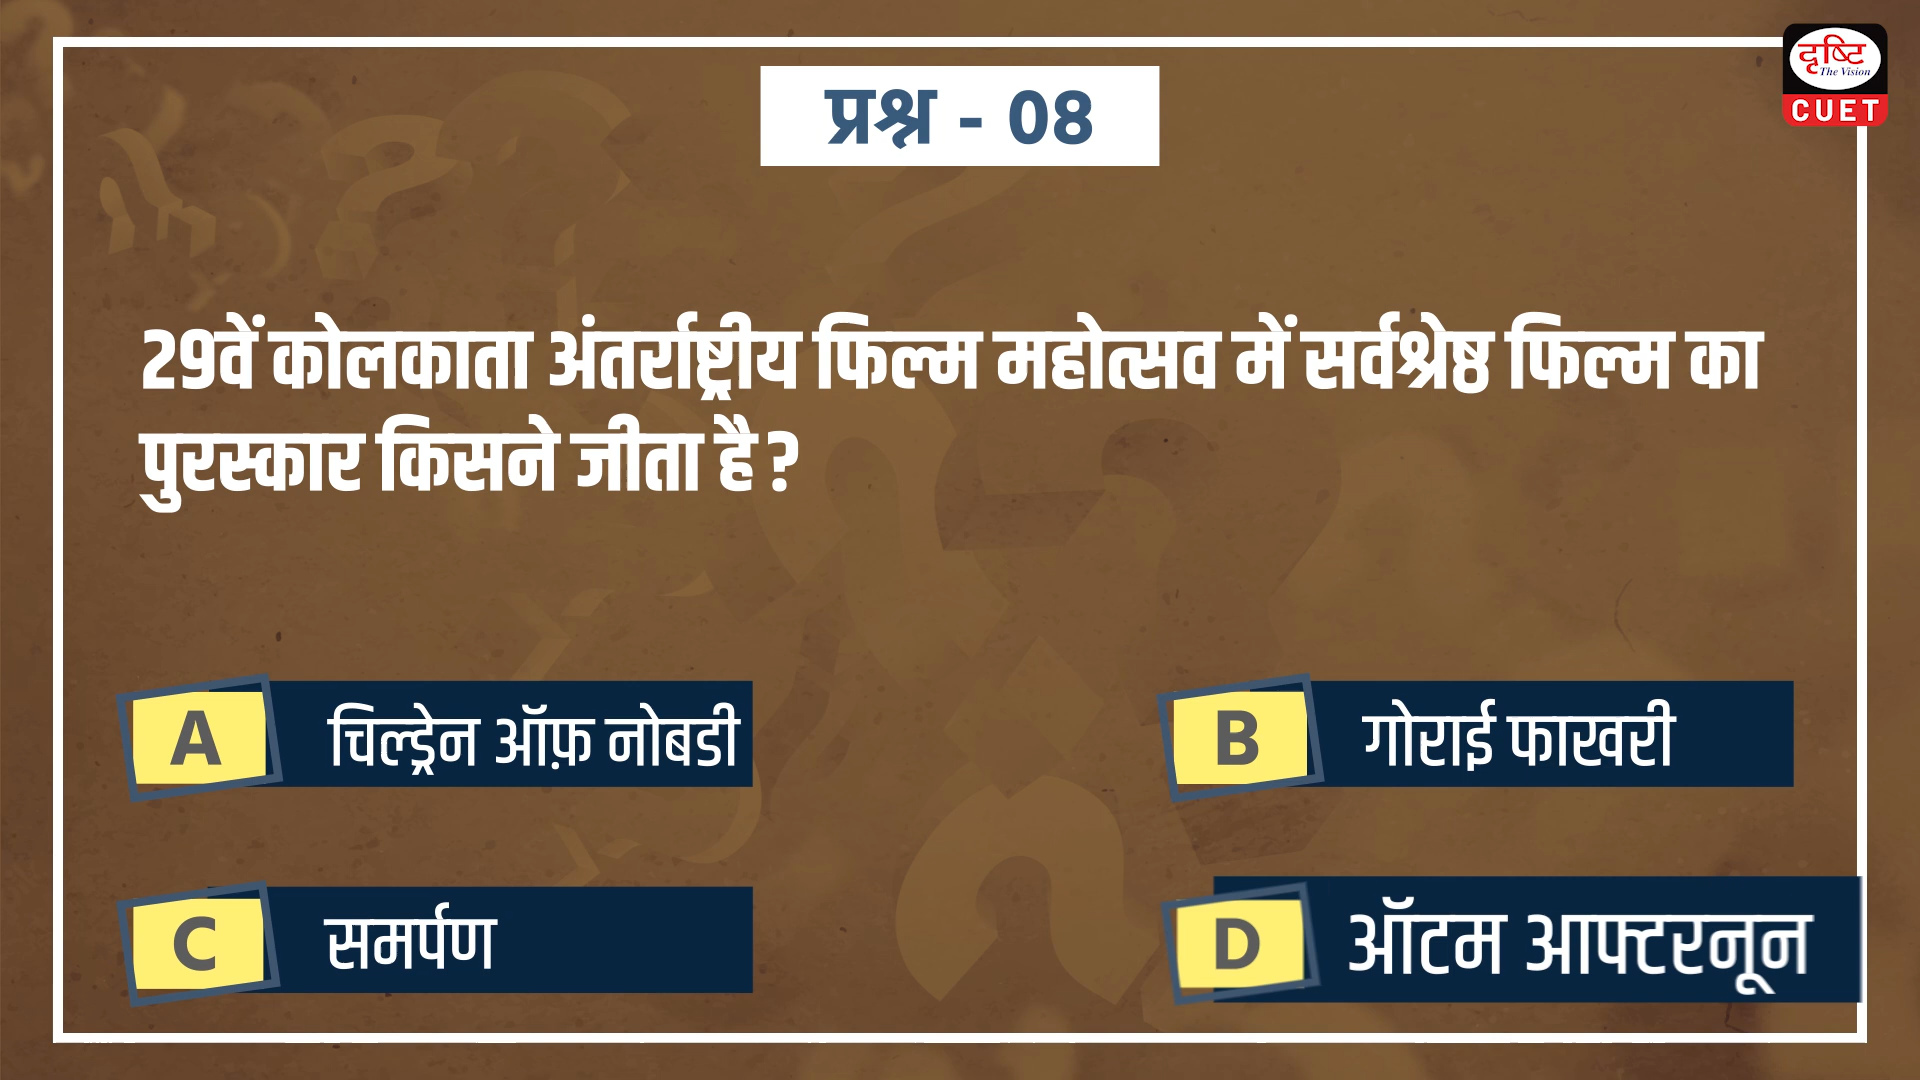 दृष्टि
The Vision
CUET
प्रश्न - 08
29वें कोलकाता अंतर्राष्ट्रीय फिल्म महोत्सव में सर्वश्रेष्ठ फिल्म का
पुरस्कार किसने जीता है ?
A चिल्ड्रेन ऑफ़ नोबडी
B गोराई फाखरी
C समर्पण
D ऑटम आफ्टरनून